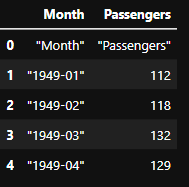 Month Passengers
0 "Month" "Passengers"
1 "1949-01" 112
2 "1949-02" 118
3 "1949-03" 132
4 "1949-04" 129